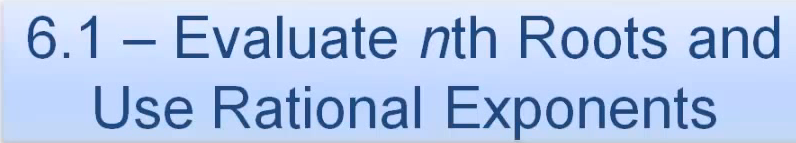 6.1 – Evaluate nth Roots and
Use Rational Exponents